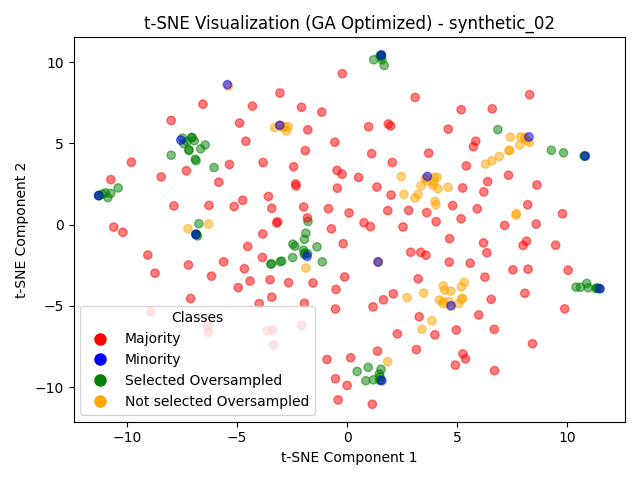 t-SNE Visualization (GA Optimized) - synthetic_02
t-SNE Component 2
10
5
0
−5
−10
Classes
Majority
Minority
Selected Oversampled
Not selected Oversampled
−10 −5 0 5 10
t-SNE Component 1